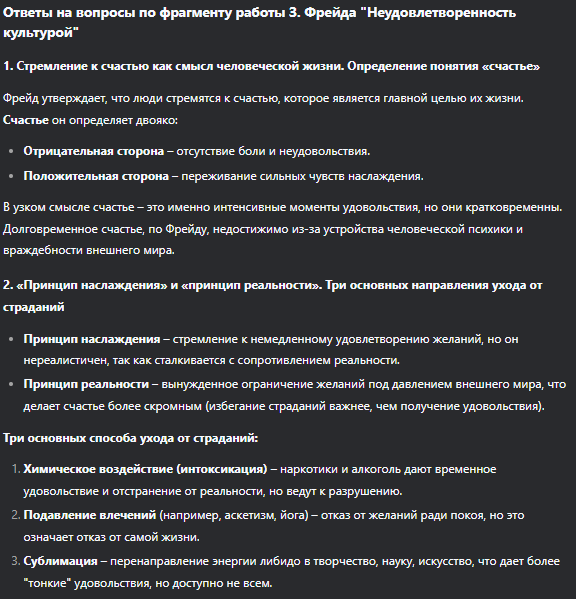 Ответы на вопросы по фрагменту работы З. Фрейда "Неудовлетворенность
культурой"
1. Стремление к счастью как смысл человеческой жизни. Определение понятия «счастье»
Фрейд утверждает, что люди стремятся к счастью, которое является главной целью их жизни.
Счастье он определяет двояко:
• Отрицательная сторона – отсутствие боли и неудовольствия.
• Положительная сторона – переживание сильных чувств наслаждения.
В узком смысле счастье – это именно интенсивные моменты удовольствия, но они кратковременны.
Долговременное счастье, по Фрейду, недостижимо из-за устройства человеческой психики и
враждебности внешнего мира.
2. «Принцип наслаждения» и «принцип реальности». Три основных направления ухода от
страданий
• Принцип наслаждения – стремление к немедленному удовлетворению желаний, но он
нереалистичен, так как сталкивается с сопротивлением реальности.
• Принцип реальности – вынужденное ограничение желаний под давлением внешнего мира, что
делает счастье более скромным (избегание страданий важнее, чем получение удовольствия).
Три основных способа ухода от страданий:
1. Химическое воздействие (интоксикация) – наркотики и алкоголь дают временное
удовольствие и отстранение от реальности, но ведут к разрушению.
2. Подавление влечений (например, аскетизм, йога) – отказ от желаний ради покоя, но это
означает отказ от самой жизни.
3. Сублимация – перенаправление энергии либидо в творчество, науку, искусство, что дает более
"тонкие" удовольствия, но доступно не всем.